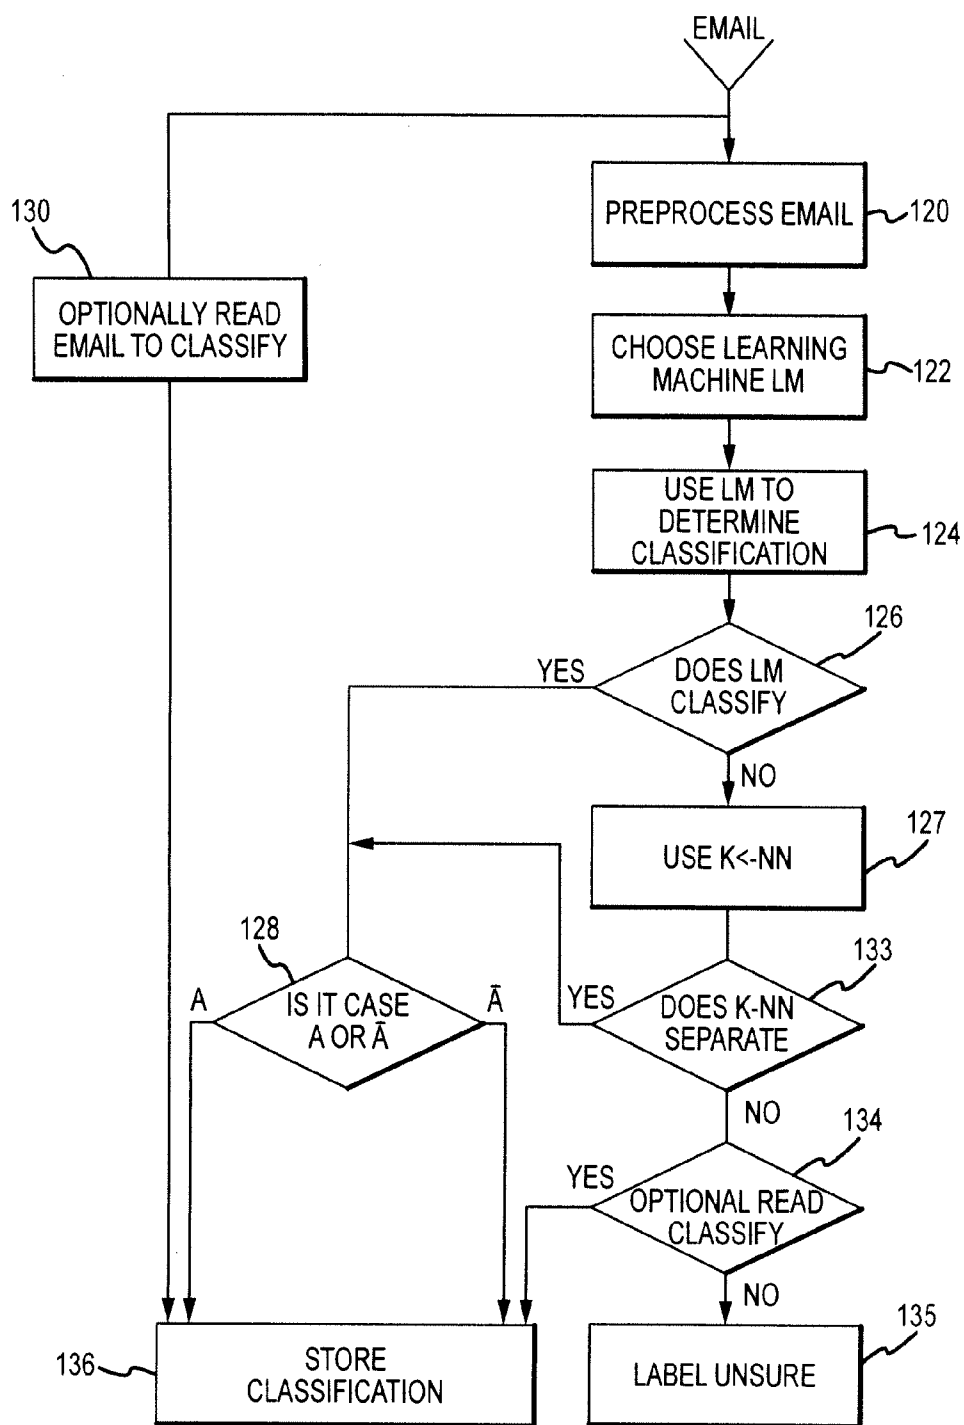 EMAIL
PREPROCESS EMAIL
120
130
OPTIONALLY READ
EMAIL TO CLASSIFY
CHOOSE LEARNING
MACHINE LM
122
USE LM TO
DETERMINE
CLASSIFICATION
124
126
YES
DOES LM
CLASSIFY
NO
127
USE K<-NN
128
133
A
IS IT CASE
A OR Ā
Ā
YES
DOES K-NN
SEPARATE
NO
134
YES
OPTIONAL READ
CLASSIFY
NO
135
136
STORE
CLASSIFICATION
LABEL UNSURE